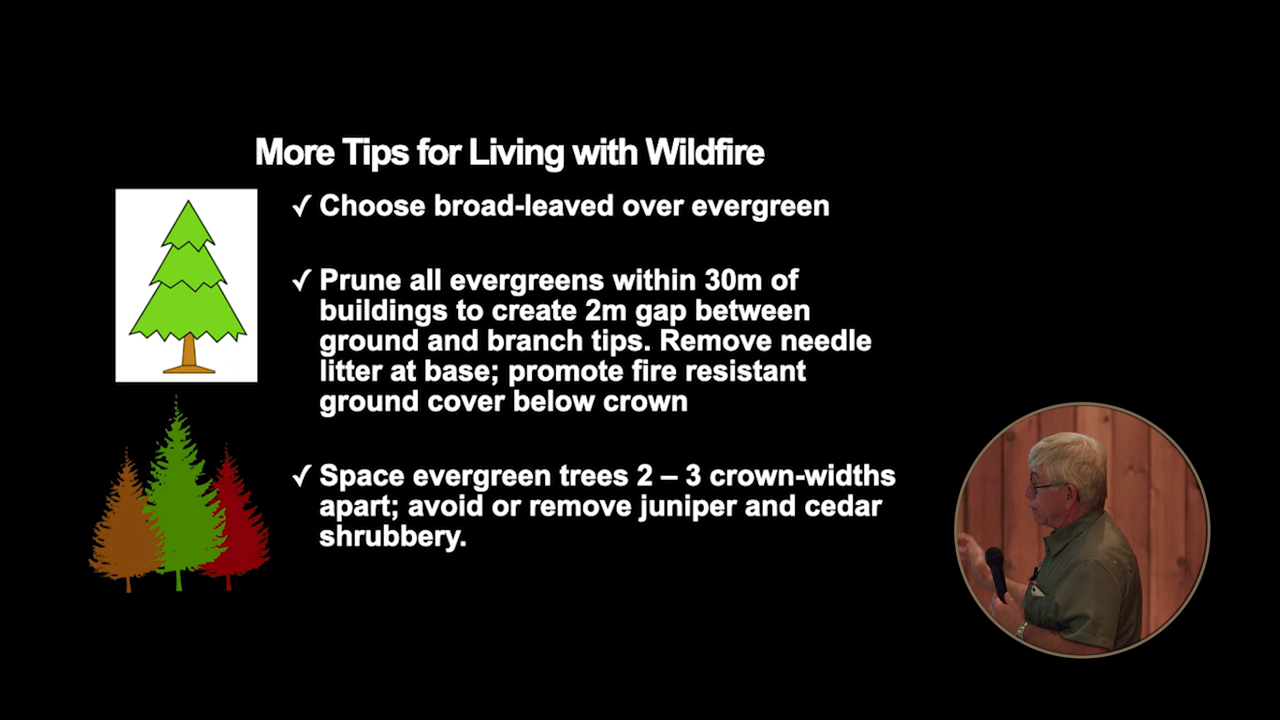 More Tips for Living with Wildfire
✓ Choose broad-leaved over evergreen
✓ Prune all evergreens within 30m of
buildings to create 2m gap between
ground and branch tips. Remove needle
litter at base; promote fire resistant
ground cover below crown
✓ Space evergreen trees 2 – 3 crown-widths
apart; avoid or remove juniper and cedar
shrubbery.